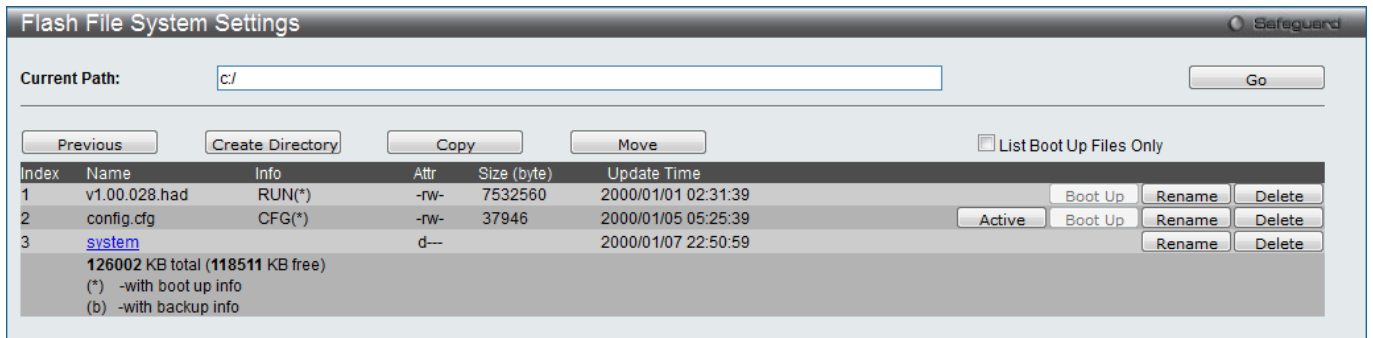 Flash File System Settings Safeguard
Current Path: c:/ Go
Previous Create Directory Copy Move List Boot Up Files Only
Index Name Info Attr Size (byte) Update Time
1 v1.00.028.had RUN(*) -rw- 7532560 2000/01/01 02:31:39 Boot Up Rename Delete
2 config.cfg CFG(*) -rw- 37946 2000/01/05 05:25:39 Active Boot Up Rename Delete
3 system d--- 2000/01/07 22:50:59 Rename Delete
126002 KB total (118511 KB free)
(*) -with boot up info
(b) -with backup info